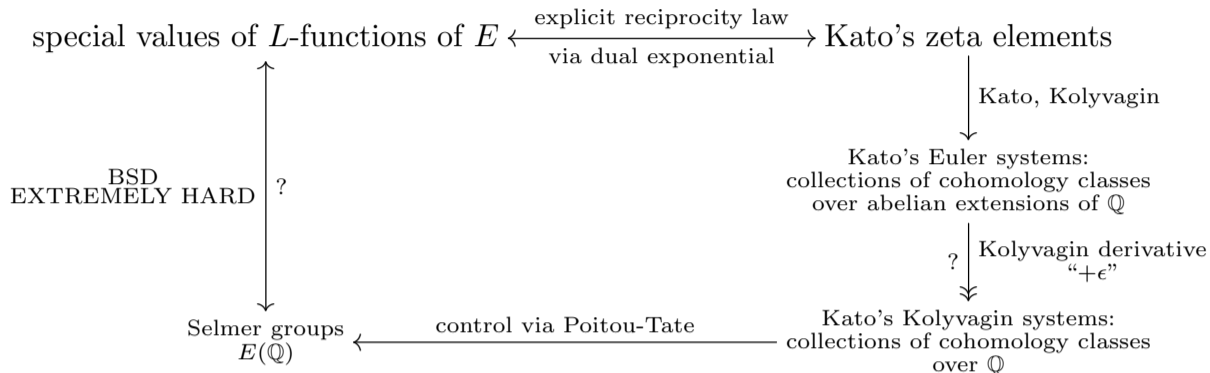 special values of L-functions of E
explicit reciprocity law
via dual exponential
Kato's zeta elements
Kato, Kolyvagin
Kato's Euler systems:
collections of cohomology classes
over abelian extensions of ℚ
BSD
EXTREMELY HARD
?
?
Kolyvagin derivative
“+ϵ”
Selmer groups
E(ℚ)
control via Poitou-Tate
Kato's Kolyvagin systems:
collections of cohomology classes
over ℚ